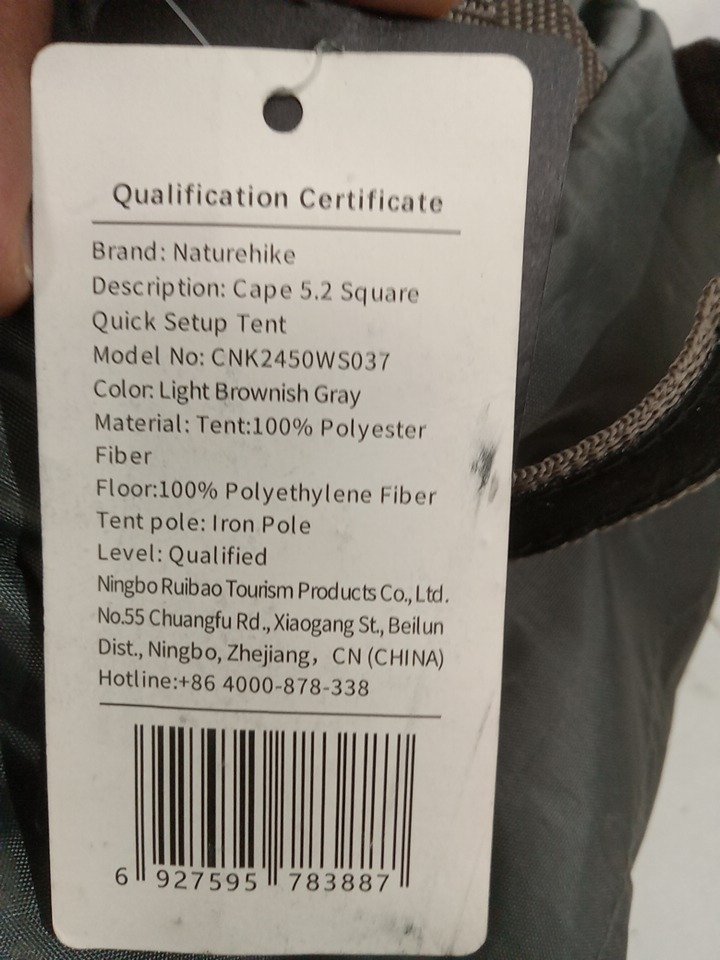 Qualification Certificate
Brand: Naturehike
Description: Cape 5.2 Square
Quick Setup Tent
Model No: CNK2450WS037
Color: Light Brownish Gray
Material: Tent:100% Polyester
Fiber
Floor:100% Polyethylene Fiber
Tent pole: Iron Pole
Level: Qualified
Ningbo Ruibao Tourism Products Co., Ltd.
No.55 Chuangfu Rd., Xiaogang St., Beilun
Dist., Ningbo, Zhejiang，CN (CHINA)
Hotline:+86 4000-878-338
6 927595 783887